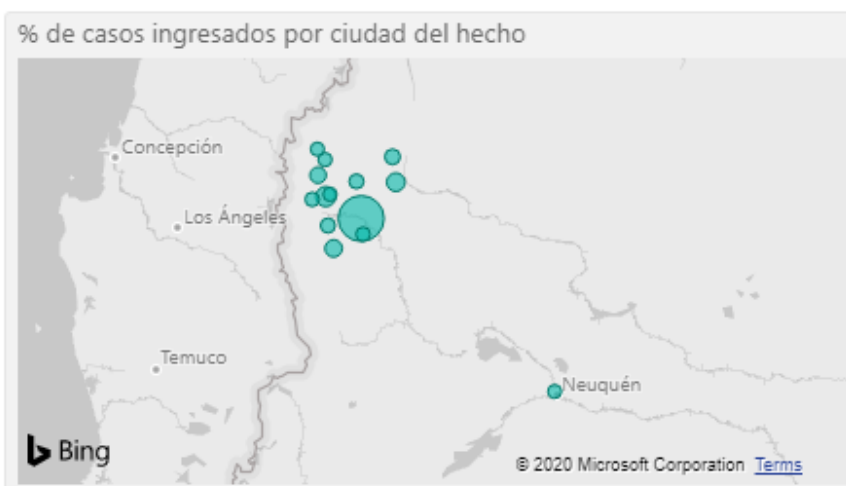 % de casos ingresados por ciudad del hecho
Concepción
Los Ángeles
Temuco
Neuquén
Bing
© 2020 Microsoft Corporation Terms